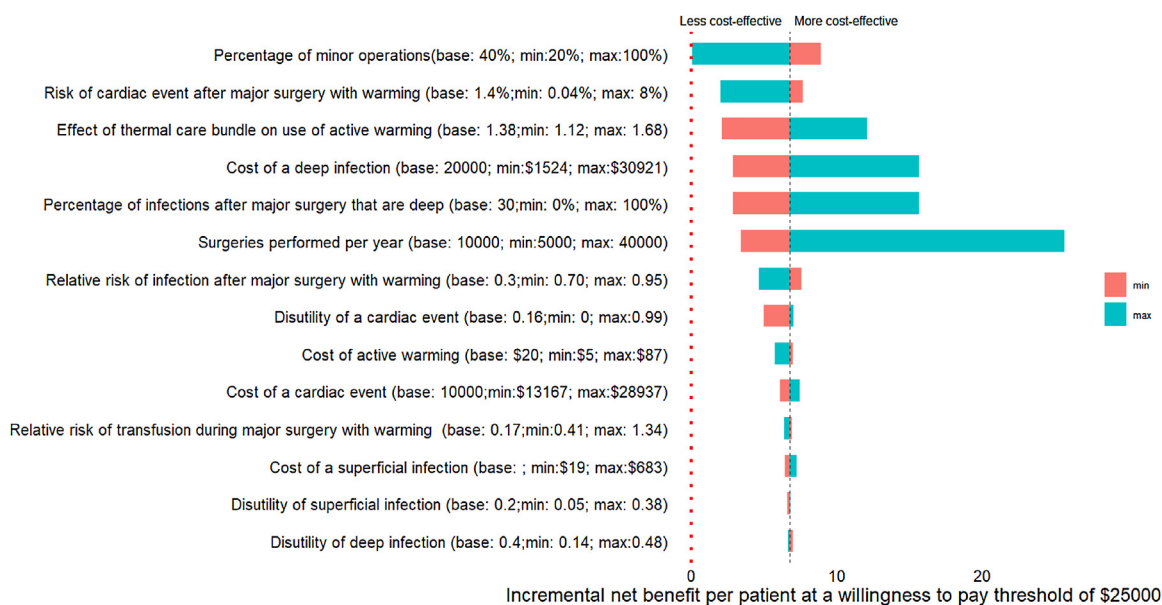 Less cost-effective
More cost-effective
Percentage of minor operations(base: 40%; min:20%; max:100%)
Risk of cardiac event after major surgery with warming (base: 1.4%;min: 0.04%; max: 8%)
Effect of thermal care bundle on use of active warming (base: 1.38;min: 1.12; max: 1.68)
Cost of a deep infection (base: 20000; min:$1524; max:$30921)
Percentage of infections after major surgery that are deep (base: 30;min: 0%; max: 100%)
Surgeries performed per year (base: 10000; min:5000; max: 40000)
Relative risk of infection after major surgery with warming (base: 0.3;min: 0.70; max: 0.95)
Disutility of a cardiac event (base: 0.16;min: 0; max:0.99)
Cost of active warming (base: $20; min:$5; max:$87)
Cost of a cardiac event (base: 10000;min:$13167; max:$28937)
Relative risk of transfusion during major surgery with warming (base: 0.17;min:0.41; max: 1.34)
Cost of a superficial infection (base: ; min:$19; max:$683)
Disutility of superficial infection (base: 0.2;min: 0.05; max: 0.38)
Disutility of deep infection (base: 0.4;min: 0.14; max:0.48)
min
max
0 10 20
Incremental net benefit per patient at a willingness to pay threshold of $25000